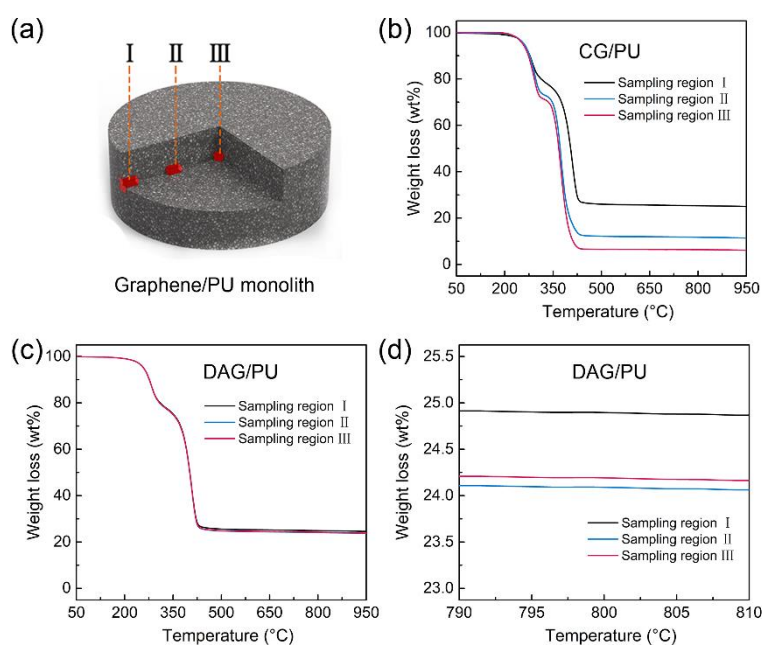 (a)
Ⅰ Ⅱ Ⅲ
Graphene/PU monolith
(b)
CG/PU
Sampling region Ⅰ
Sampling region Ⅱ
Sampling region Ⅲ
Weight loss (wt%)
100
80
60
40
20
0
50 200 350 500 650 800 950
Temperature (°C)
(c)
DAG/PU
Sampling region Ⅰ
Sampling region Ⅱ
Sampling region Ⅲ
Weight loss (wt%)
100
80
60
40
20
0
50 200 350 500 650 800 950
Temperature (°C)
(d)
DAG/PU
Weight loss (wt%)
25.5
25.0
24.5
24.0
23.5
23.0
Sampling region Ⅰ
Sampling region Ⅱ
Sampling region Ⅲ
790 795 800 805 810
Temperature (°C)